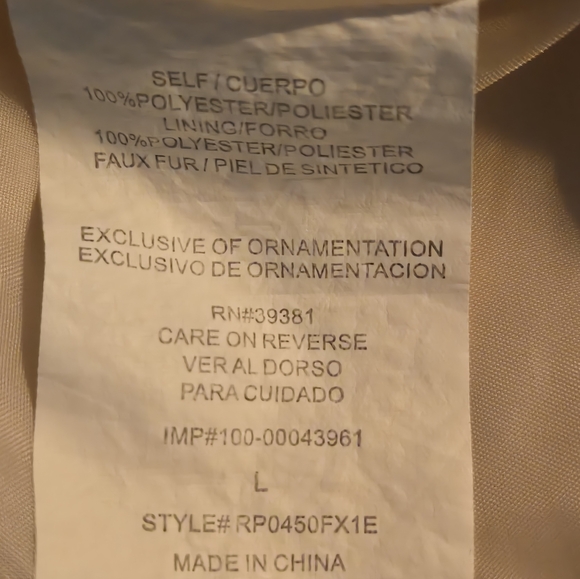 SELF/CUERPO
100%POLYESTER/POLIESTER
LINING/FORRO
100%POLYESTER/POLIESTER
FAUX FUR/PIEL DE SINTETICO
EXCLUSIVE OF ORNAMENTATION
EXCLUSIVO DE ORNAMENTACION
RN#39381
CARE ON REVERSE
VER AL DORSO
PARA CUIDADO
IMP#100-00043961
L
STYLE# RP0450FX1E
MADE IN CHINA